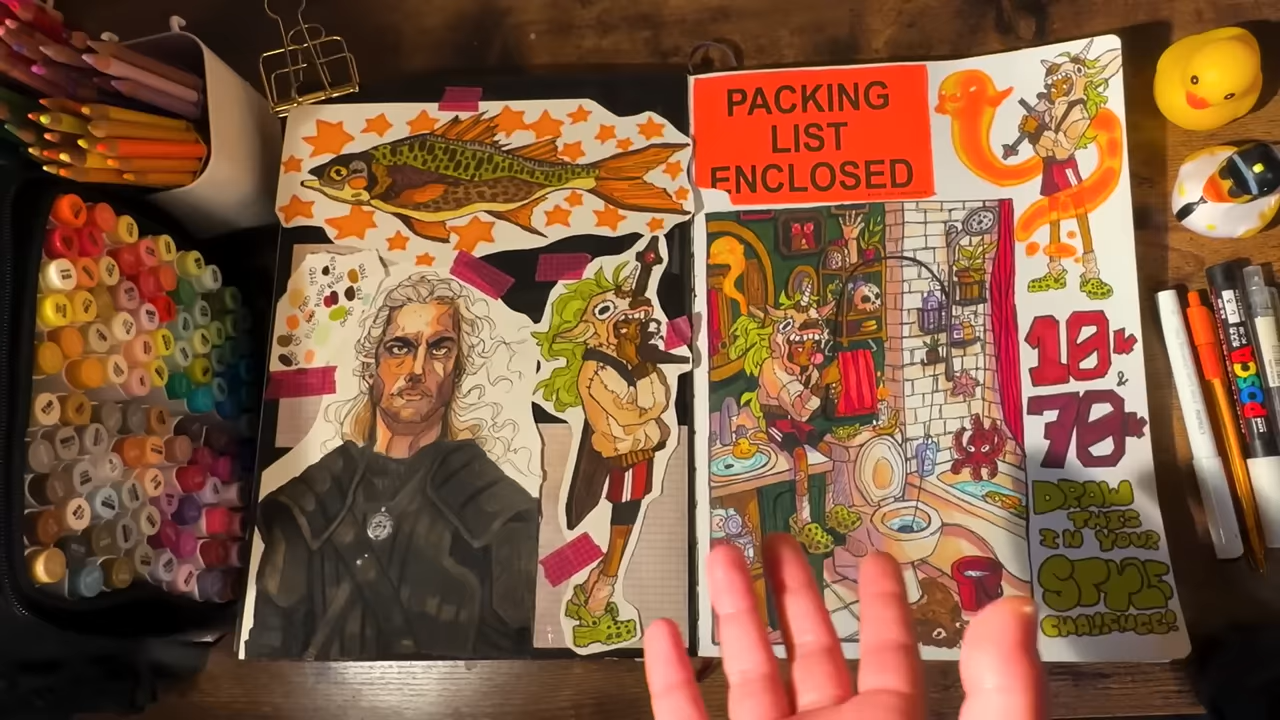 PACKING
LIST
ENCLOSED
10k
&
70k
DRAW
THIS
IN YOUR
STYLE
CHALLENGE!
POSCA